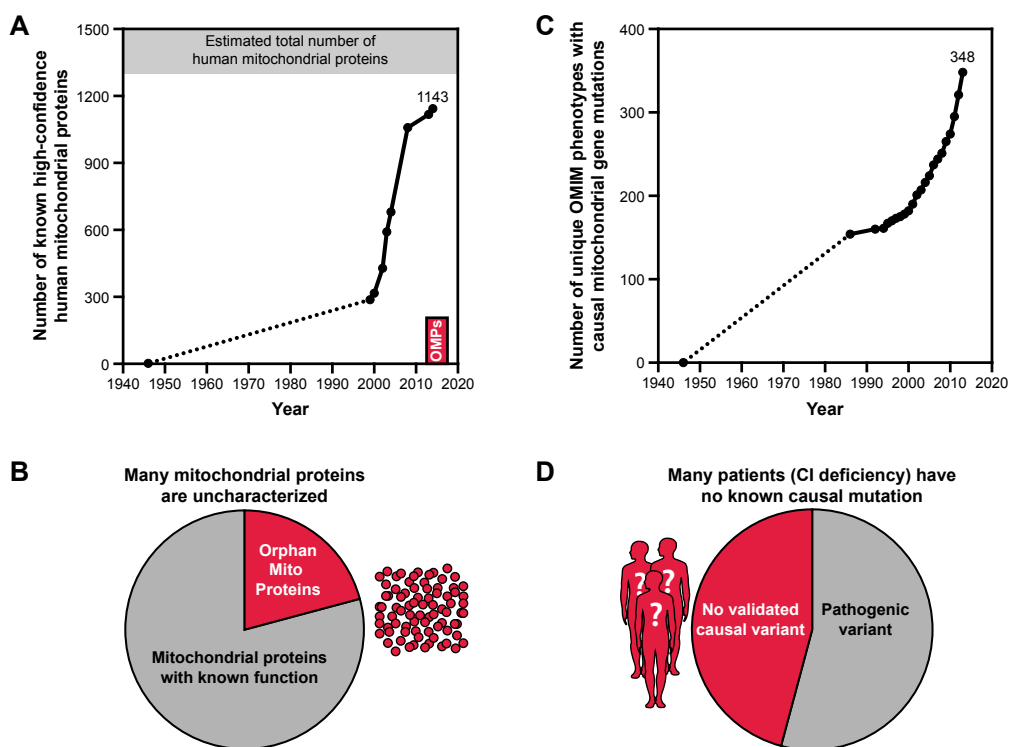 A
Number of known high-confidence
human mitochondrial proteins
1500
1200
900
600
300
0
Estimated total number of
human mitochondrial proteins
1143
OMPs
1940 1950 1960 1970 1980 1990 2000 2010 2020
Year
C
Number of unique OMIM phenotypes with
causal mitochondrial gene mutations
400
300
200
100
0
348
1940 1950 1960 1970 1980 1990 2000 2010 2020
Year
B
Many mitochondrial proteins
are uncharacterized
Orphan
Mito
Proteins
Mitochondrial proteins
with known function
D
Many patients (CI deficiency) have
no known causal mutation
? ?
?
No validated
causal variant
Pathogenic
variant